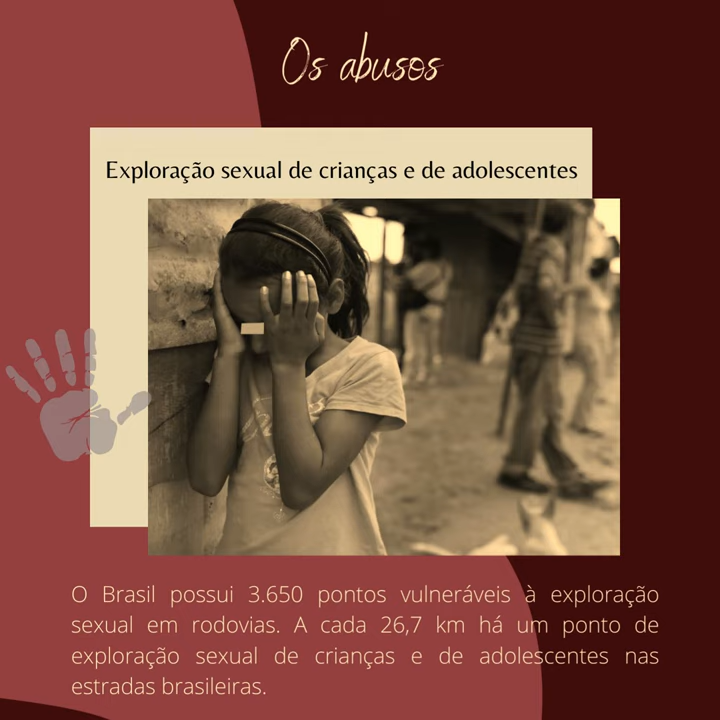 Os abusos
Exploração sexual de crianças e de adolescentes
O Brasil possui 3.650 pontos vulneráveis à exploração
sexual em rodovias. A cada 26,7 km há um ponto de
exploração sexual de crianças e de adolescentes nas
estradas brasileiras.